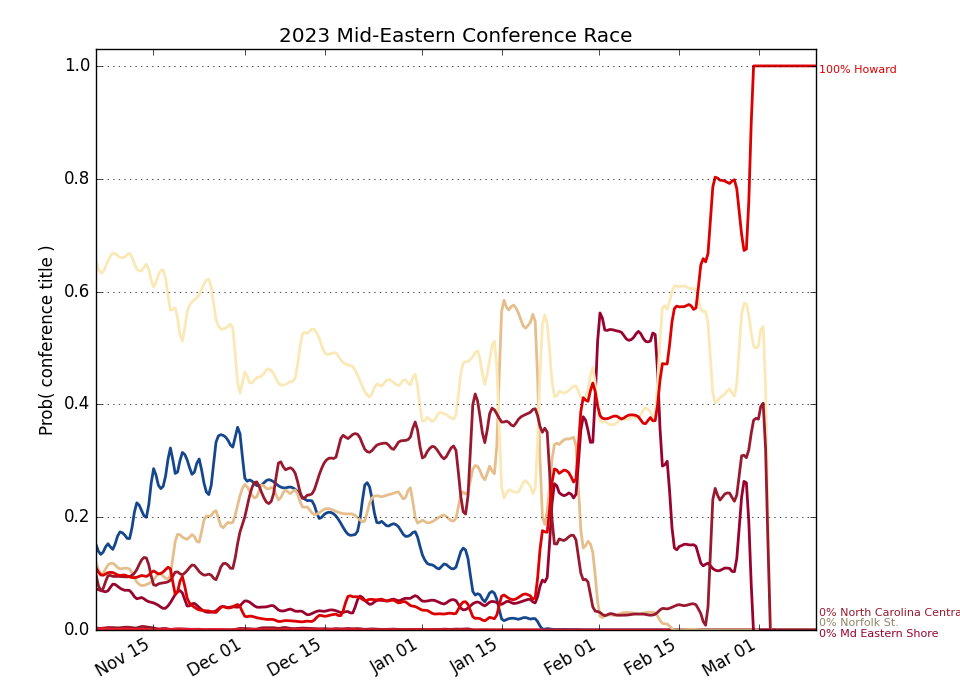 2023 Mid-Eastern Conference Race
1.0
0.8
0.6
0.4
0.2
0.0
Prob( conference title )
100% Howard
0% North Carolina Centra
0% Norfolk St.
0% Md Eastern Shore
Nov 15
Dec 01
Dec 15
Jan 01
Jan 15
Feb 01
Feb 15
Mar 01